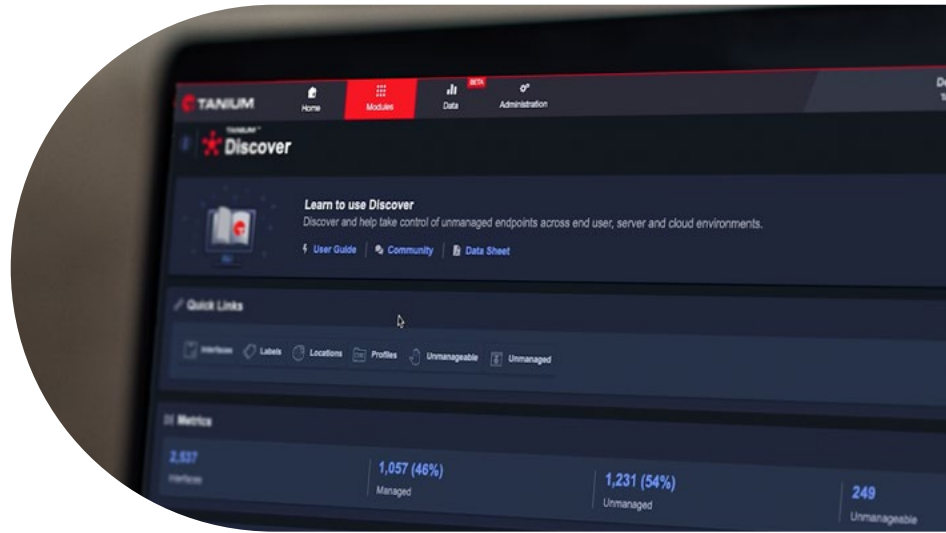 TANIUM
Home
Modules
Data
BETA
Administration
TANIUM™
Discover
Learn to use Discover
Discover and help take control of unmanaged endpoints across end user, server and cloud environments.
User Guide
Community
Data Sheet
Quick Links
Interfaces
Labels
Locations
Profiles
Unmanageable
Unmanaged
Metrics
2,537
Interfaces
1,057 (46%)
Managed
1,231 (54%)
Unmanaged
249
Unmanageable